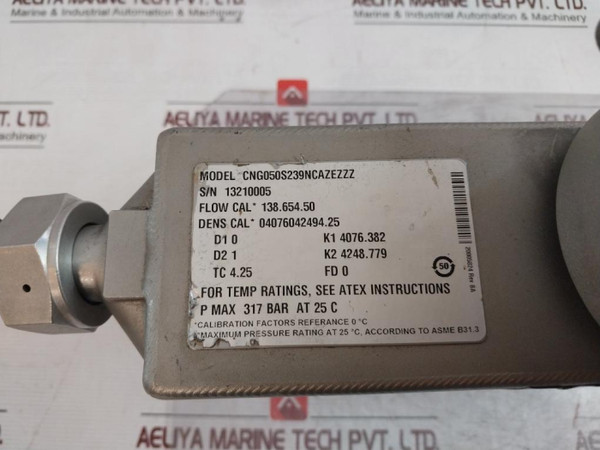 AELIYA MARINE TECH PVT. LTD.
Marine & Industrial Automation & Machinery
AELIYA MARINE TECH PVT. LTD.
Marine & Industrial Automation & Machinery
PVT. LTD.
& Machinery
AELIYA MARINE TECH PVT. LTD.
MODEL CNG050S239NCAZEZZZ
S/N 13210005
FLOW CAL* 138.654.50
DENS CAL* 04076042494.25
D1 0 K1 4076.382
D2 1 K2 4248.779
TC 4.25 FD 0
50
FOR TEMP RATINGS, SEE ATEX INSTRUCTIONS
P MAX 317 BAR AT 25 C
*CALIBRATION FACTORS REFERANCE 0 °C
*MAXIMUM PRESSURE RATING AT 25 °C, ACCORDING TO ASME B31.3
AELIYA MARINE TECH PVT. LTD.